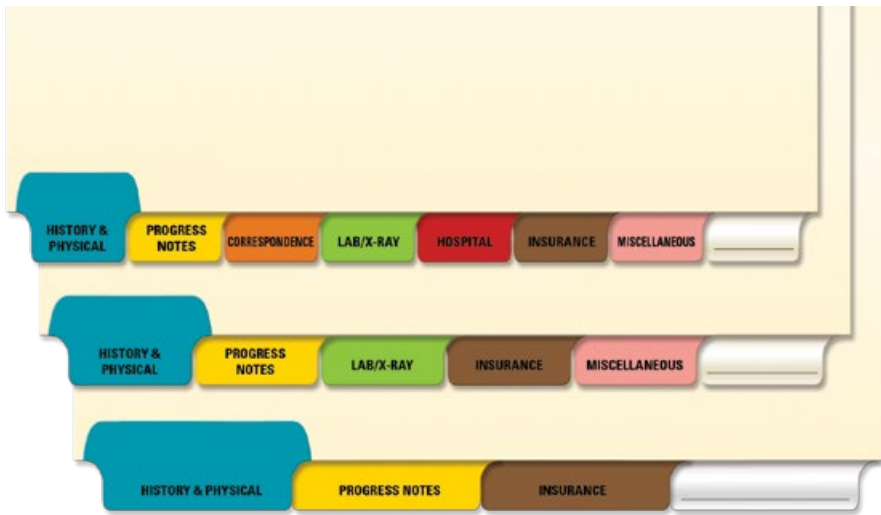 HISTORY &
PHYSICAL
PROGRESS
NOTES
CORRESPONDENCE
LAB/X-RAY
HOSPITAL
INSURANCE
MISCELLANEOUS
HISTORY &
PHYSICAL
PROGRESS
NOTES
LAB/X-RAY
INSURANCE
MISCELLANEOUS
HISTORY & PHYSICAL
PROGRESS NOTES
INSURANCE